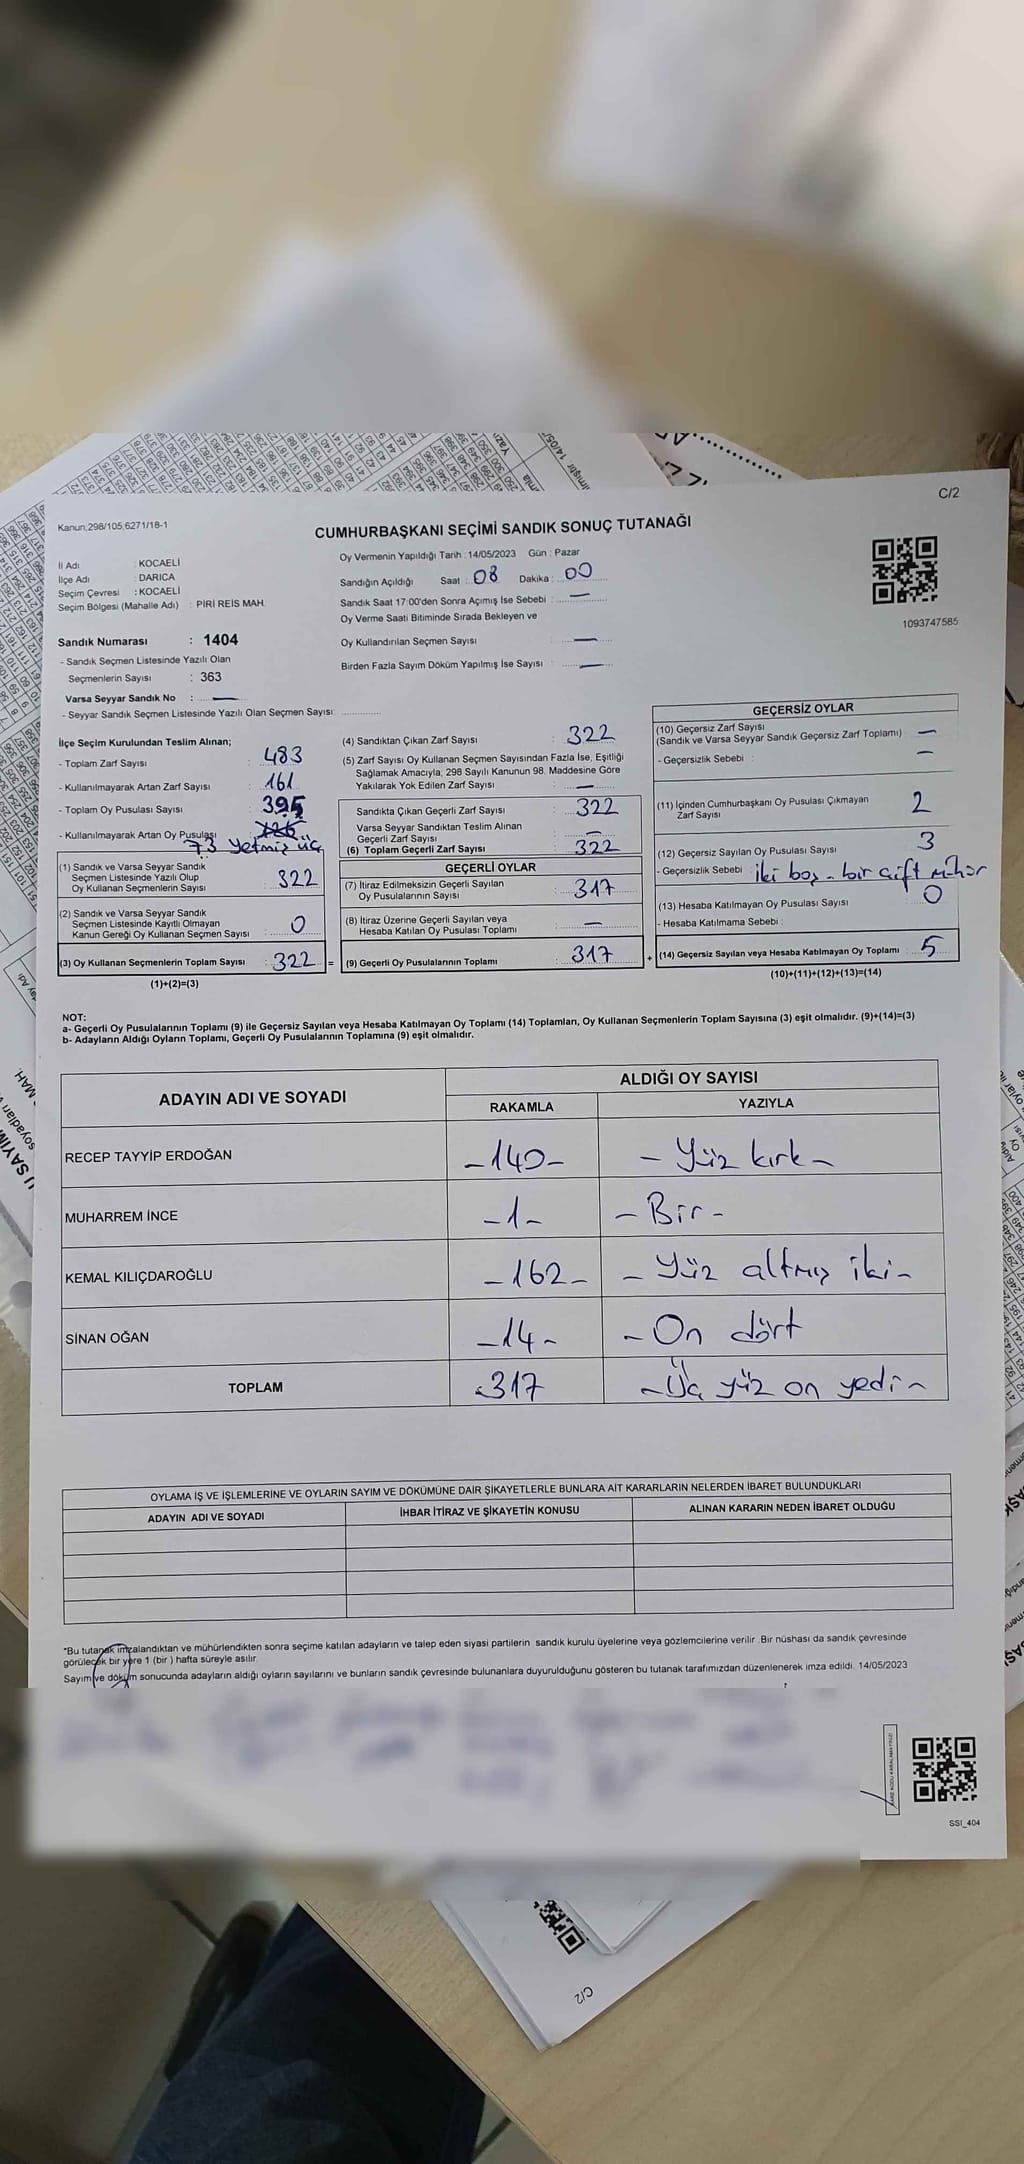 C/2
Kanun;298/105;6271/18-1
CUMHURBAŞKANI SEÇİMİ SANDIK SONUÇ TUTANAĞI
İl Adı : KOCAELİ
İlçe Adı : DARICA
Seçim Çevresi : KOCAELİ
Seçim Bölgesi (Mahalle Adı) : PİRİ REİS MAH.
Sandık Numarası : 1404
- Sandık Seçmen Listesinde Yazılı Olan
Seçmenlerin Sayısı : 363
Varsa Seyyar Sandık No : —
- Seyyar Sandık Seçmen Listesinde Yazılı Olan Seçmen Sayısı:
Oy Vermenin Yapıldığı Tarih : 14/05/2023 Gün : Pazar
Sandığın Açıldığı Saat : 08 Dakika : 00
Sandık Saat 17:00'den Sonra Açımış İse Sebebi : —
Oy Verme Saati Bitiminde Sırada Bekleyen ve
Oy Kullandırılan Seçmen Sayısı : —
Birden Fazla Sayım Döküm Yapılmış İse Sayısı : —
1093747585
İlçe Seçim Kurulundan Teslim Alınan;
- Toplam Zarf Sayısı : 483
- Kullanılmayarak Artan Zarf Sayısı : 161
- Toplam Oy Pusulası Sayısı : 395
- Kullanılmayarak Artan Oy Pusulası
73 yetmiş üç
(1) Sandık ve Varsa Seyyar Sandık
Seçmen Listesinde Yazılı Olup
Oy Kullanan Seçmenlerin Sayısı : 322
(2) Sandık ve Varsa Seyyar Sandık
Seçmen Listesinde Kayıtlı Olmayan
Kanun Gereği Oy Kullanan Seçmen Sayısı : 0
(3) Oy Kullanan Seçmenlerin Toplam Sayısı : 322 =
(1)+(2)=(3)
(4) Sandıktan Çıkan Zarf Sayısı : 322
(5) Zarf Sayısı Oy Kullanan Seçmen Sayısından Fazla İse, Eşitliği
Sağlamak Amacıyla; 298 Sayılı Kanunun 98. Maddesine Göre
Yakılarak Yok Edilen Zarf Sayısı : —
Sandıkta Çıkan Geçerli Zarf Sayısı : 322
Varsa Seyyar Sandıktan Teslim Alınan
Geçerli Zarf Sayısı : —
(6) Toplam Geçerli Zarf Sayısı : 322
GEÇERLİ OYLAR
(7) İtiraz Edilmeksizin Geçerli Sayılan
Oy Pusulalarının Sayısı : 317
(8) İtiraz Üzerine Geçerli Sayılan veya
Hesaba Katılan Oy Pusulası Toplamı : —
(9) Geçerli Oy Pusulalarının Toplamı : 317 +
GEÇERSİZ OYLAR
(10) Geçersiz Zarf Sayısı
(Sandık ve Varsa Seyyar Sandık Geçersiz Zarf Toplamı) : —
- Geçersizlik Sebebi : —
(11) İçinden Cumhurbaşkanı Oy Pusulası Çıkmayan
Zarf Sayısı : 2
(12) Geçersiz Sayılan Oy Pusulası Sayısı : 3
- Geçersizlik Sebebi : İki boş - bir çift mühür
(13) Hesaba Katılmayan Oy Pusulası Sayısı : 0
- Hesaba Katılmama Sebebi :
(14) Geçersiz Sayılan veya Hesaba Katılmayan Oy Toplamı : 5
(10)+(11)+(12)+(13)=(14)
NOT:
a- Geçerli Oy Pusulalarının Toplamı (9) ile Geçersiz Sayılan veya Hesaba Katılmayan Oy Toplamı (14) Toplamları, Oy Kullanan Seçmenlerin Toplam Sayısına (3) eşit olmalıdır. (9)+(14)=(3)
b- Adayların Aldığı Oyların Toplamı, Geçerli Oy Pusulalarının Toplamına (9) eşit olmalıdır.
ADAYIN ADI VE SOYADI ALDIĞI OY SAYISI
RAKAMLA YAZIYLA
RECEP TAYYİP ERDOĞAN -140- - Yüz kırk -
MUHARREM İNCE -1- - Bir -
KEMAL KILIÇDAROĞLU -162- - Yüz altmış iki -
SİNAN OĞAN -14- - On dört
TOPLAM -317 - Üç yüz on yedi -
OYLAMA İŞ VE İŞLEMLERİNE VE OYLARIN SAYIM VE DÖKÜMÜNE DAİR ŞİKAYETLERLE BUNLARA AİT KARARLARIN NELERDEN İBARET BULUNDUKLARI
ADAYIN ADI VE SOYADI İHBAR İTİRAZ VE ŞİKAYETİN KONUSU ALINAN KARARIN NEDEN İBARET OLDUĞU
*Bu tutanak imzalandıktan ve mühürlendikten sonra seçime katılan adayların ve talep eden siyasi partilerin sandık kurulu üyelerine veya gözlemcilerine verilir. Bir nüshası da sandık çevresinde
görülecek bir yere 1 (bir ) hafta süreyle asılır.
Sayım ve döküm sonucunda adayların aldığı oyların sayılarını ve bunların sandık çevresinde bulunanlara duyurulduğunu gösteren bu tutanak tarafımızdan düzenlenerek imza edildi. 14/05/2023
SSI_404
C/2